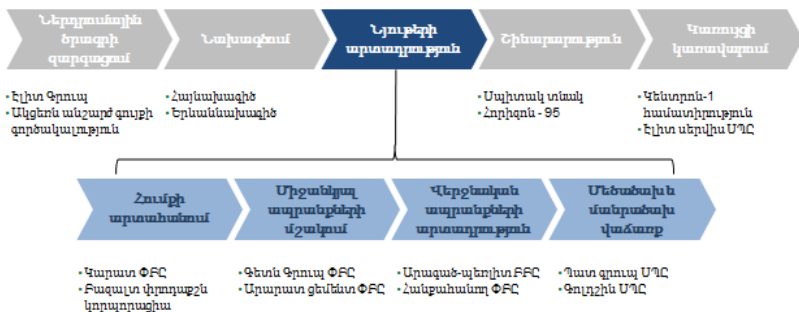 Ներդրումային
ծրագրի
զարգացում
Նախագծում
Նյութերի
արտադրություն
Շինարարություն
Կառույցի
կառավարում
Էլիտ Գրուպ
Ակցեռն անշարժ գույքի
գործակալություն
Հայնախագիծ
Երևաննախագիծ
Սպիտակ տնակ
Հորիզոն - 95
Կենտրոն-1
համատիրություն
Էլիտ սերվիս ՍՊԸ
Հումքի
արտահանում
Միջանկյալ
ապրանքների
մշակում
Վերջնական
ապրանքների
արտադրություն
Մեծածախ և
մանրածախ
վաճառք
Կարատ ՓԲԸ
Բազալտ փրոդաքշն
կորպորացիա
Գետն Գրուպ ՓԲԸ
Արարատ ցեմենտ ՓԲԸ
Արագած-պեռլիտ ԲԲԸ
Հանքահանող ՓԲԸ
Պատ գրուպ ՍՊԸ
Գոլդշին ՍՊԸ